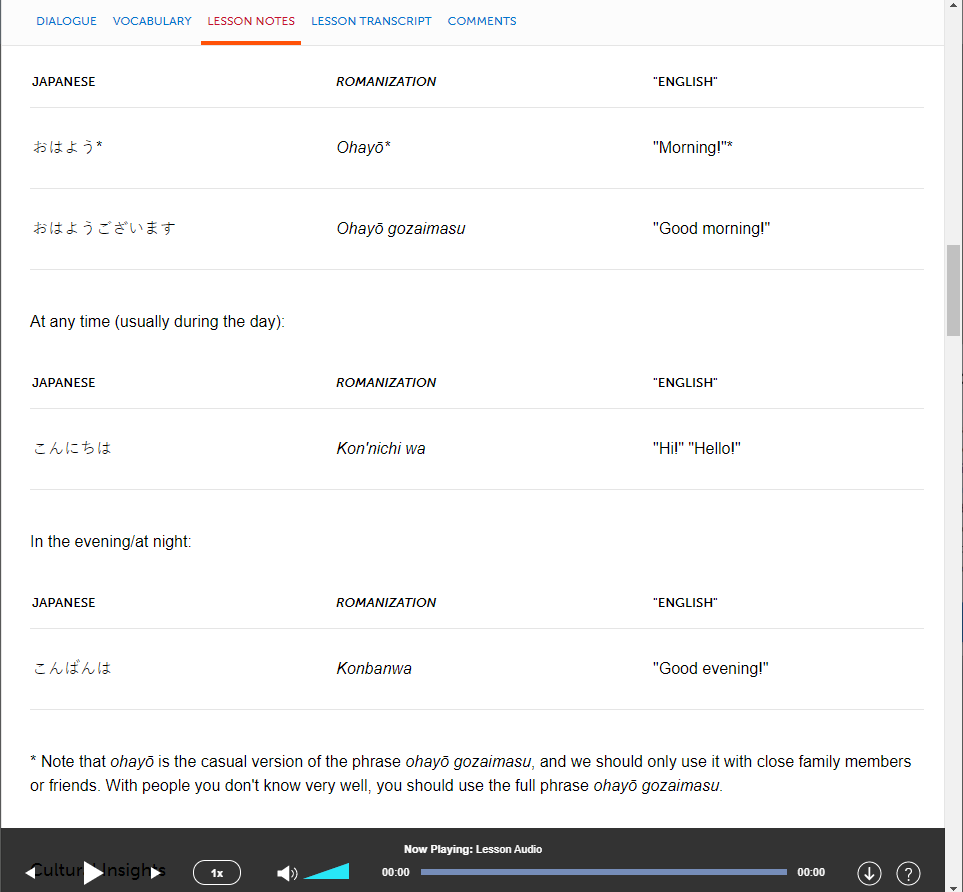 DIALOGUE VOCABULARY LESSON NOTES LESSON TRANSCRIPT COMMENTS
JAPANESE ROMANIZATION "ENGLISH"
おはよう* Ohayō* "Morning!"*
おはようございます Ohayō gozaimasu "Good morning!"
At any time (usually during the day):
JAPANESE ROMANIZATION "ENGLISH"
こんにちは Kon'nichi wa "Hi!" "Hello!"
In the evening/at night:
JAPANESE ROMANIZATION "ENGLISH"
こんばんは Konbanwa "Good evening!"
* Note that ohayō is the casual version of the phrase ohayō gozaimasu, and we should only use it with close family members
or friends. With people you don't know very well, you should use the full phrase ohayō gozaimasu.
Now Playing: Lesson Audio
Cultural Insights
1x 00:00 00:00 ?